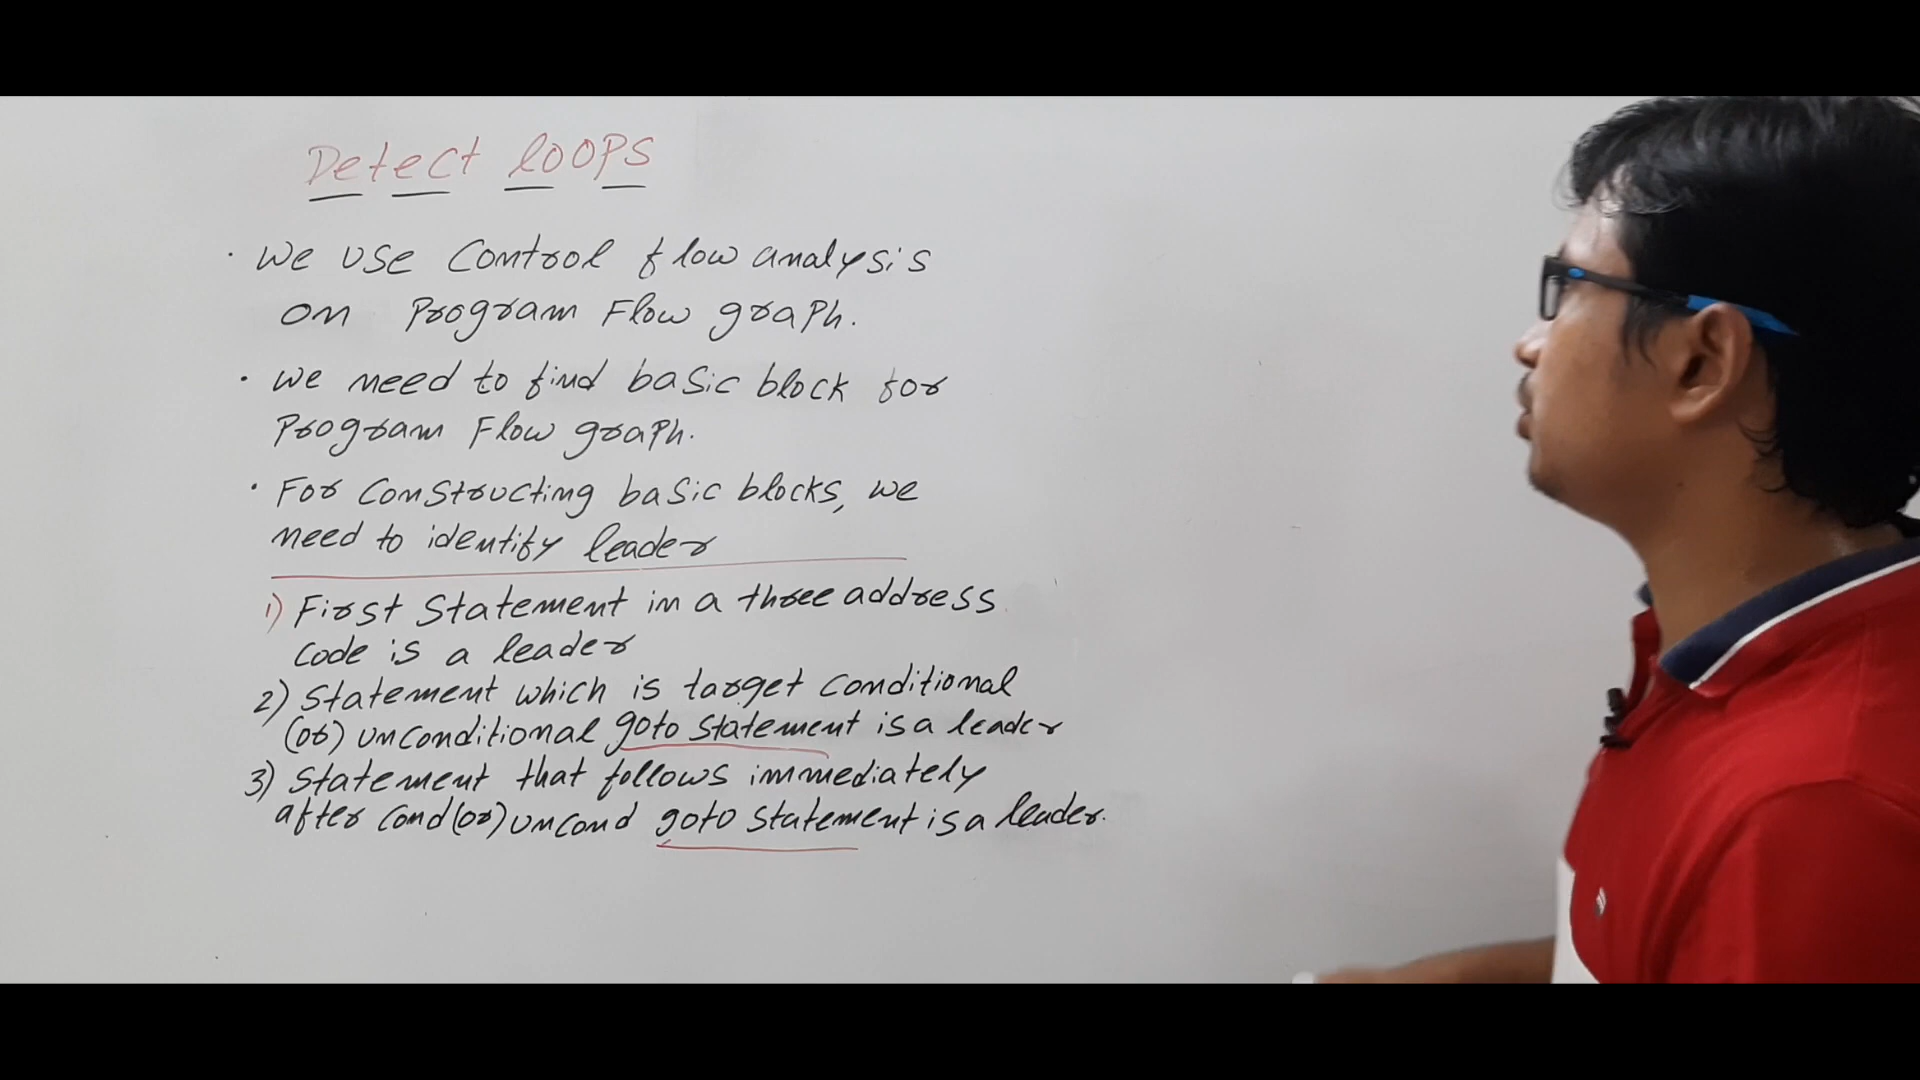 Detect loops
· We use Control flow analysis
on Program Flow graph.
· we need to find basic block for
Program Flow graph.
· For Constructing basic blocks, we
need to identify leader
1) First Statement in a three address
code is a leader
2) Statement which is target Conditional
(or) unconditional goto statement is a leader
3) Statement that follows immediately
after Cond (or) uncond goto statement is a leader.